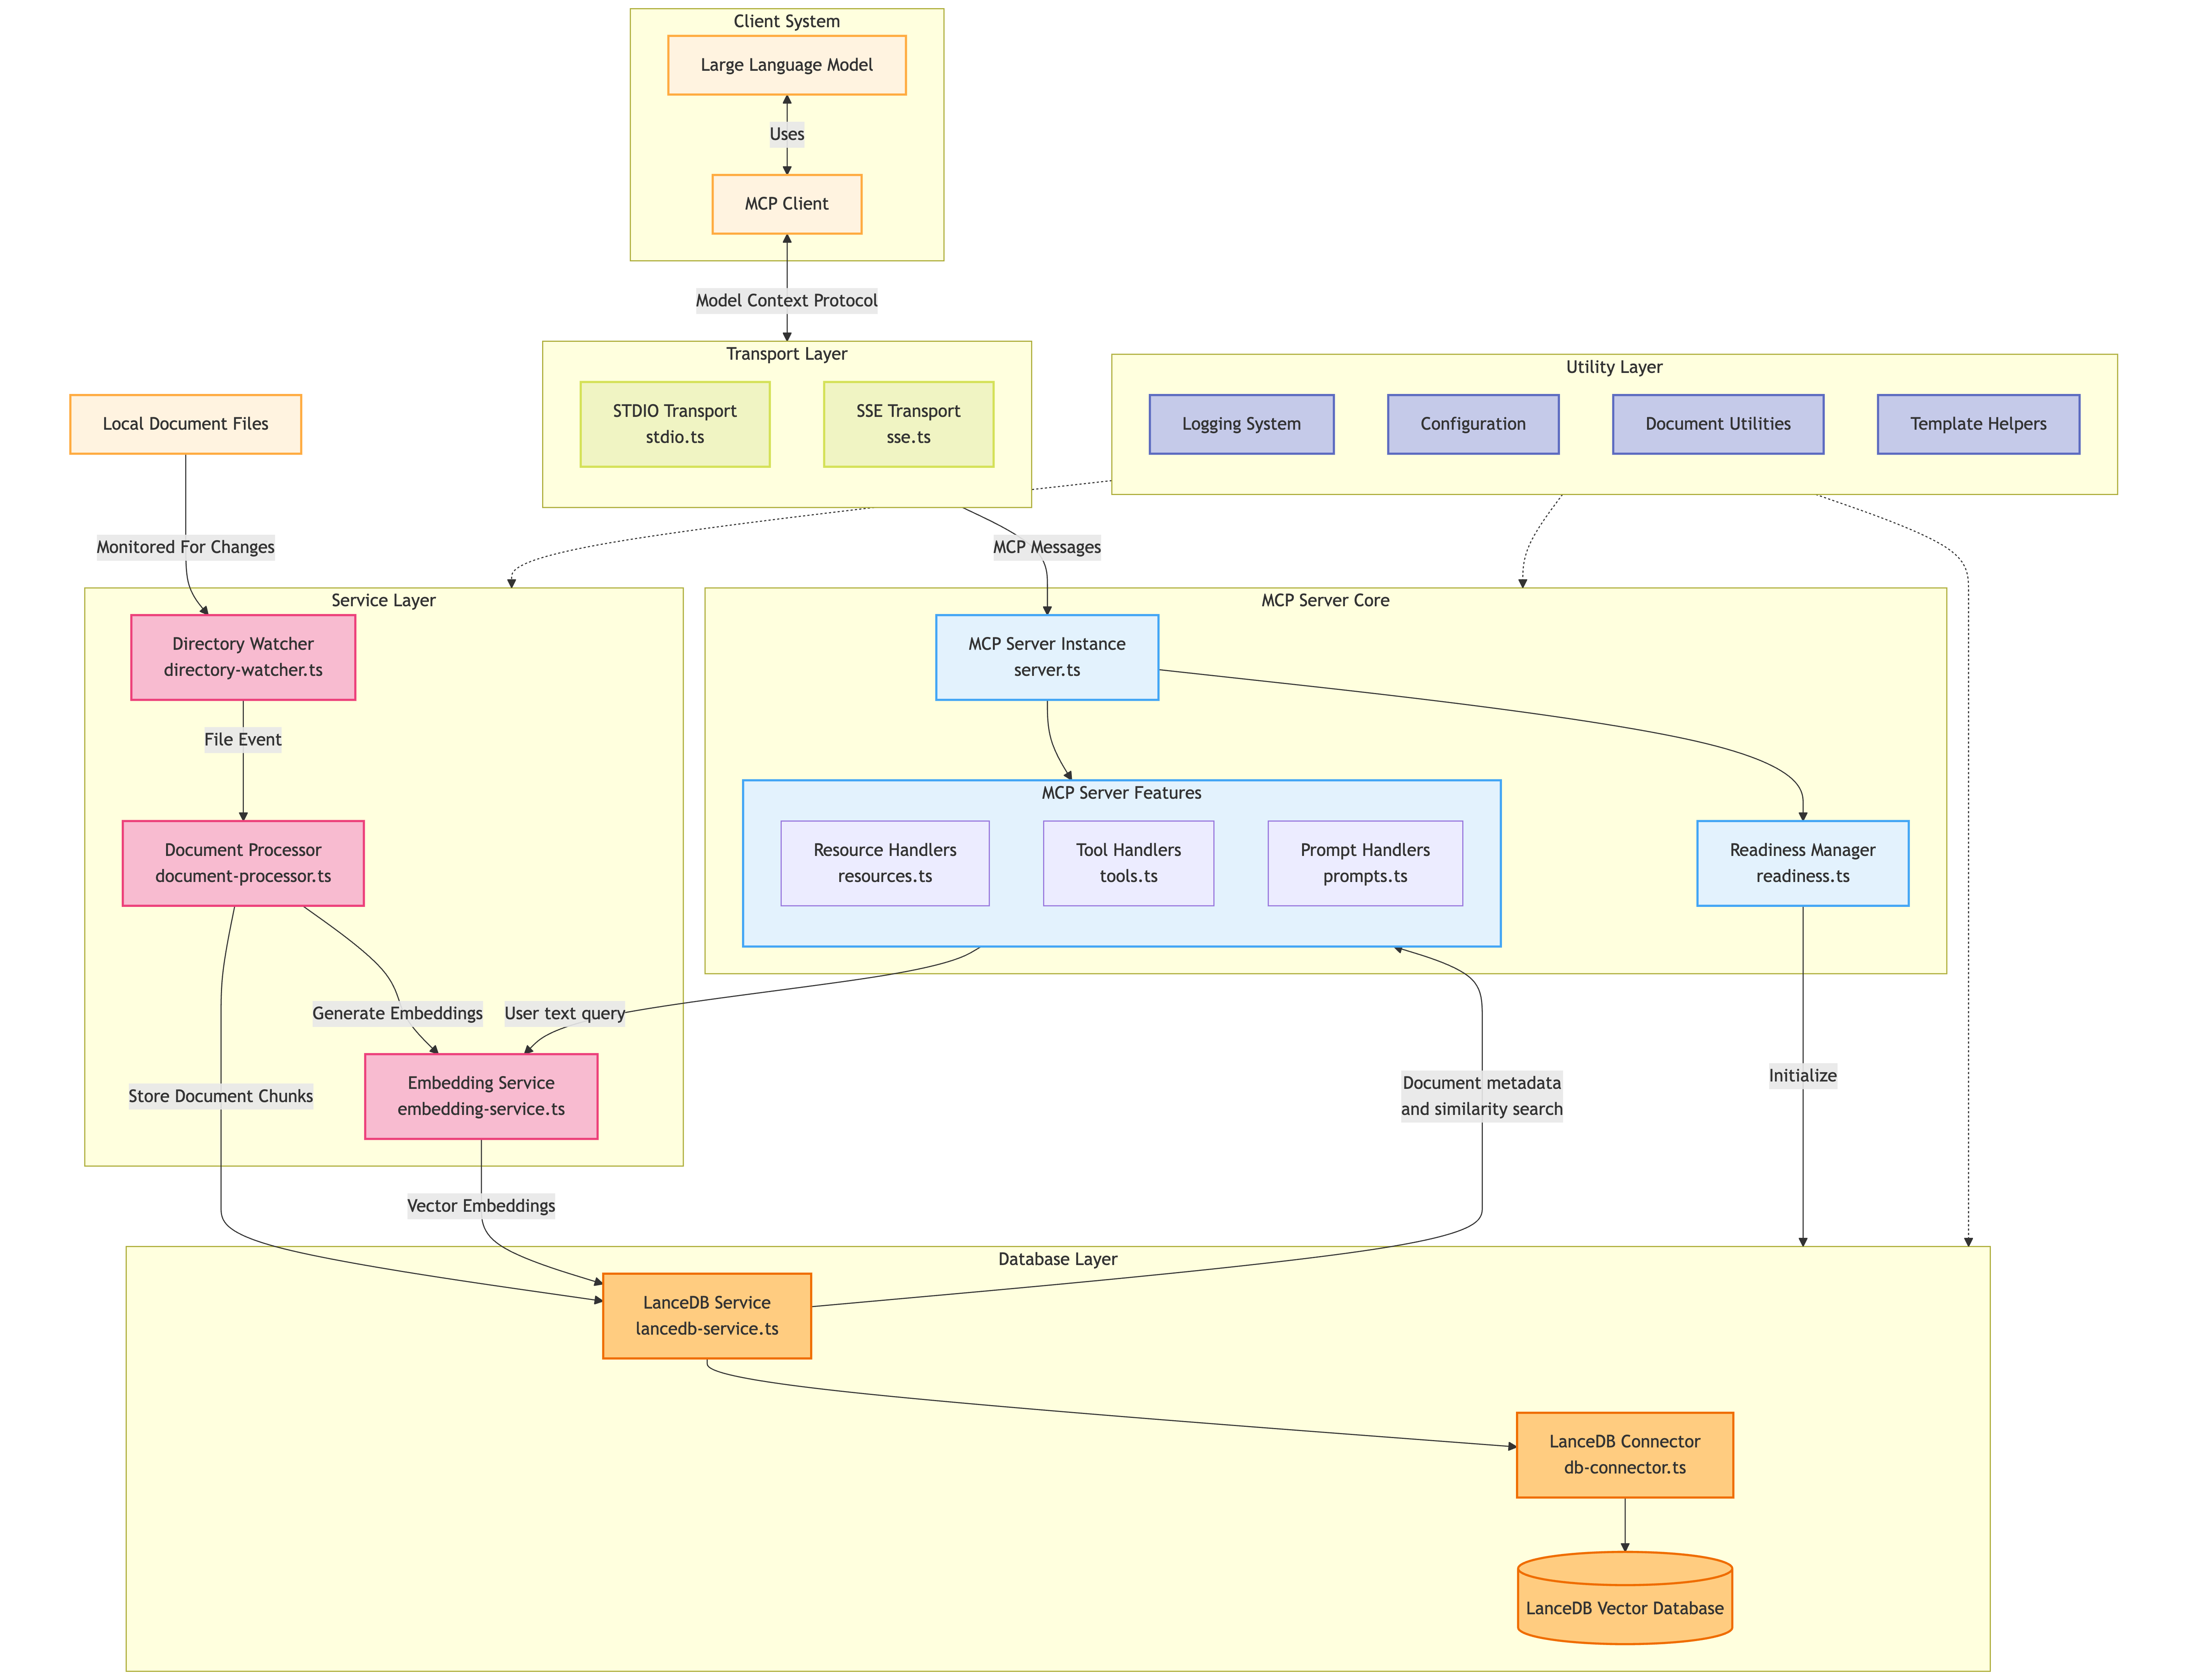 Client System
Large Language Model
Uses
MCP Client
Model Context Protocol
Transport Layer
STDIO Transport
stdio.ts
SSE Transport
sse.ts
Utility Layer
Logging System
Configuration
Document Utilities
Template Helpers
Local Document Files
Monitored For Changes
MCP Messages
Service Layer
Directory Watcher
directory-watcher.ts
File Event
Document Processor
document-processor.ts
Generate Embeddings
User text query
Store Document Chunks
Embedding Service
embedding-service.ts
Vector Embeddings
MCP Server Core
MCP Server Instance
server.ts
MCP Server Features
Resource Handlers
resources.ts
Tool Handlers
tools.ts
Prompt Handlers
prompts.ts
Readiness Manager
readiness.ts
Document metadata
and similarity search
Initialize
Database Layer
LanceDB Service
lancedb-service.ts
LanceDB Connector
db-connector.ts
LanceDB Vector Database